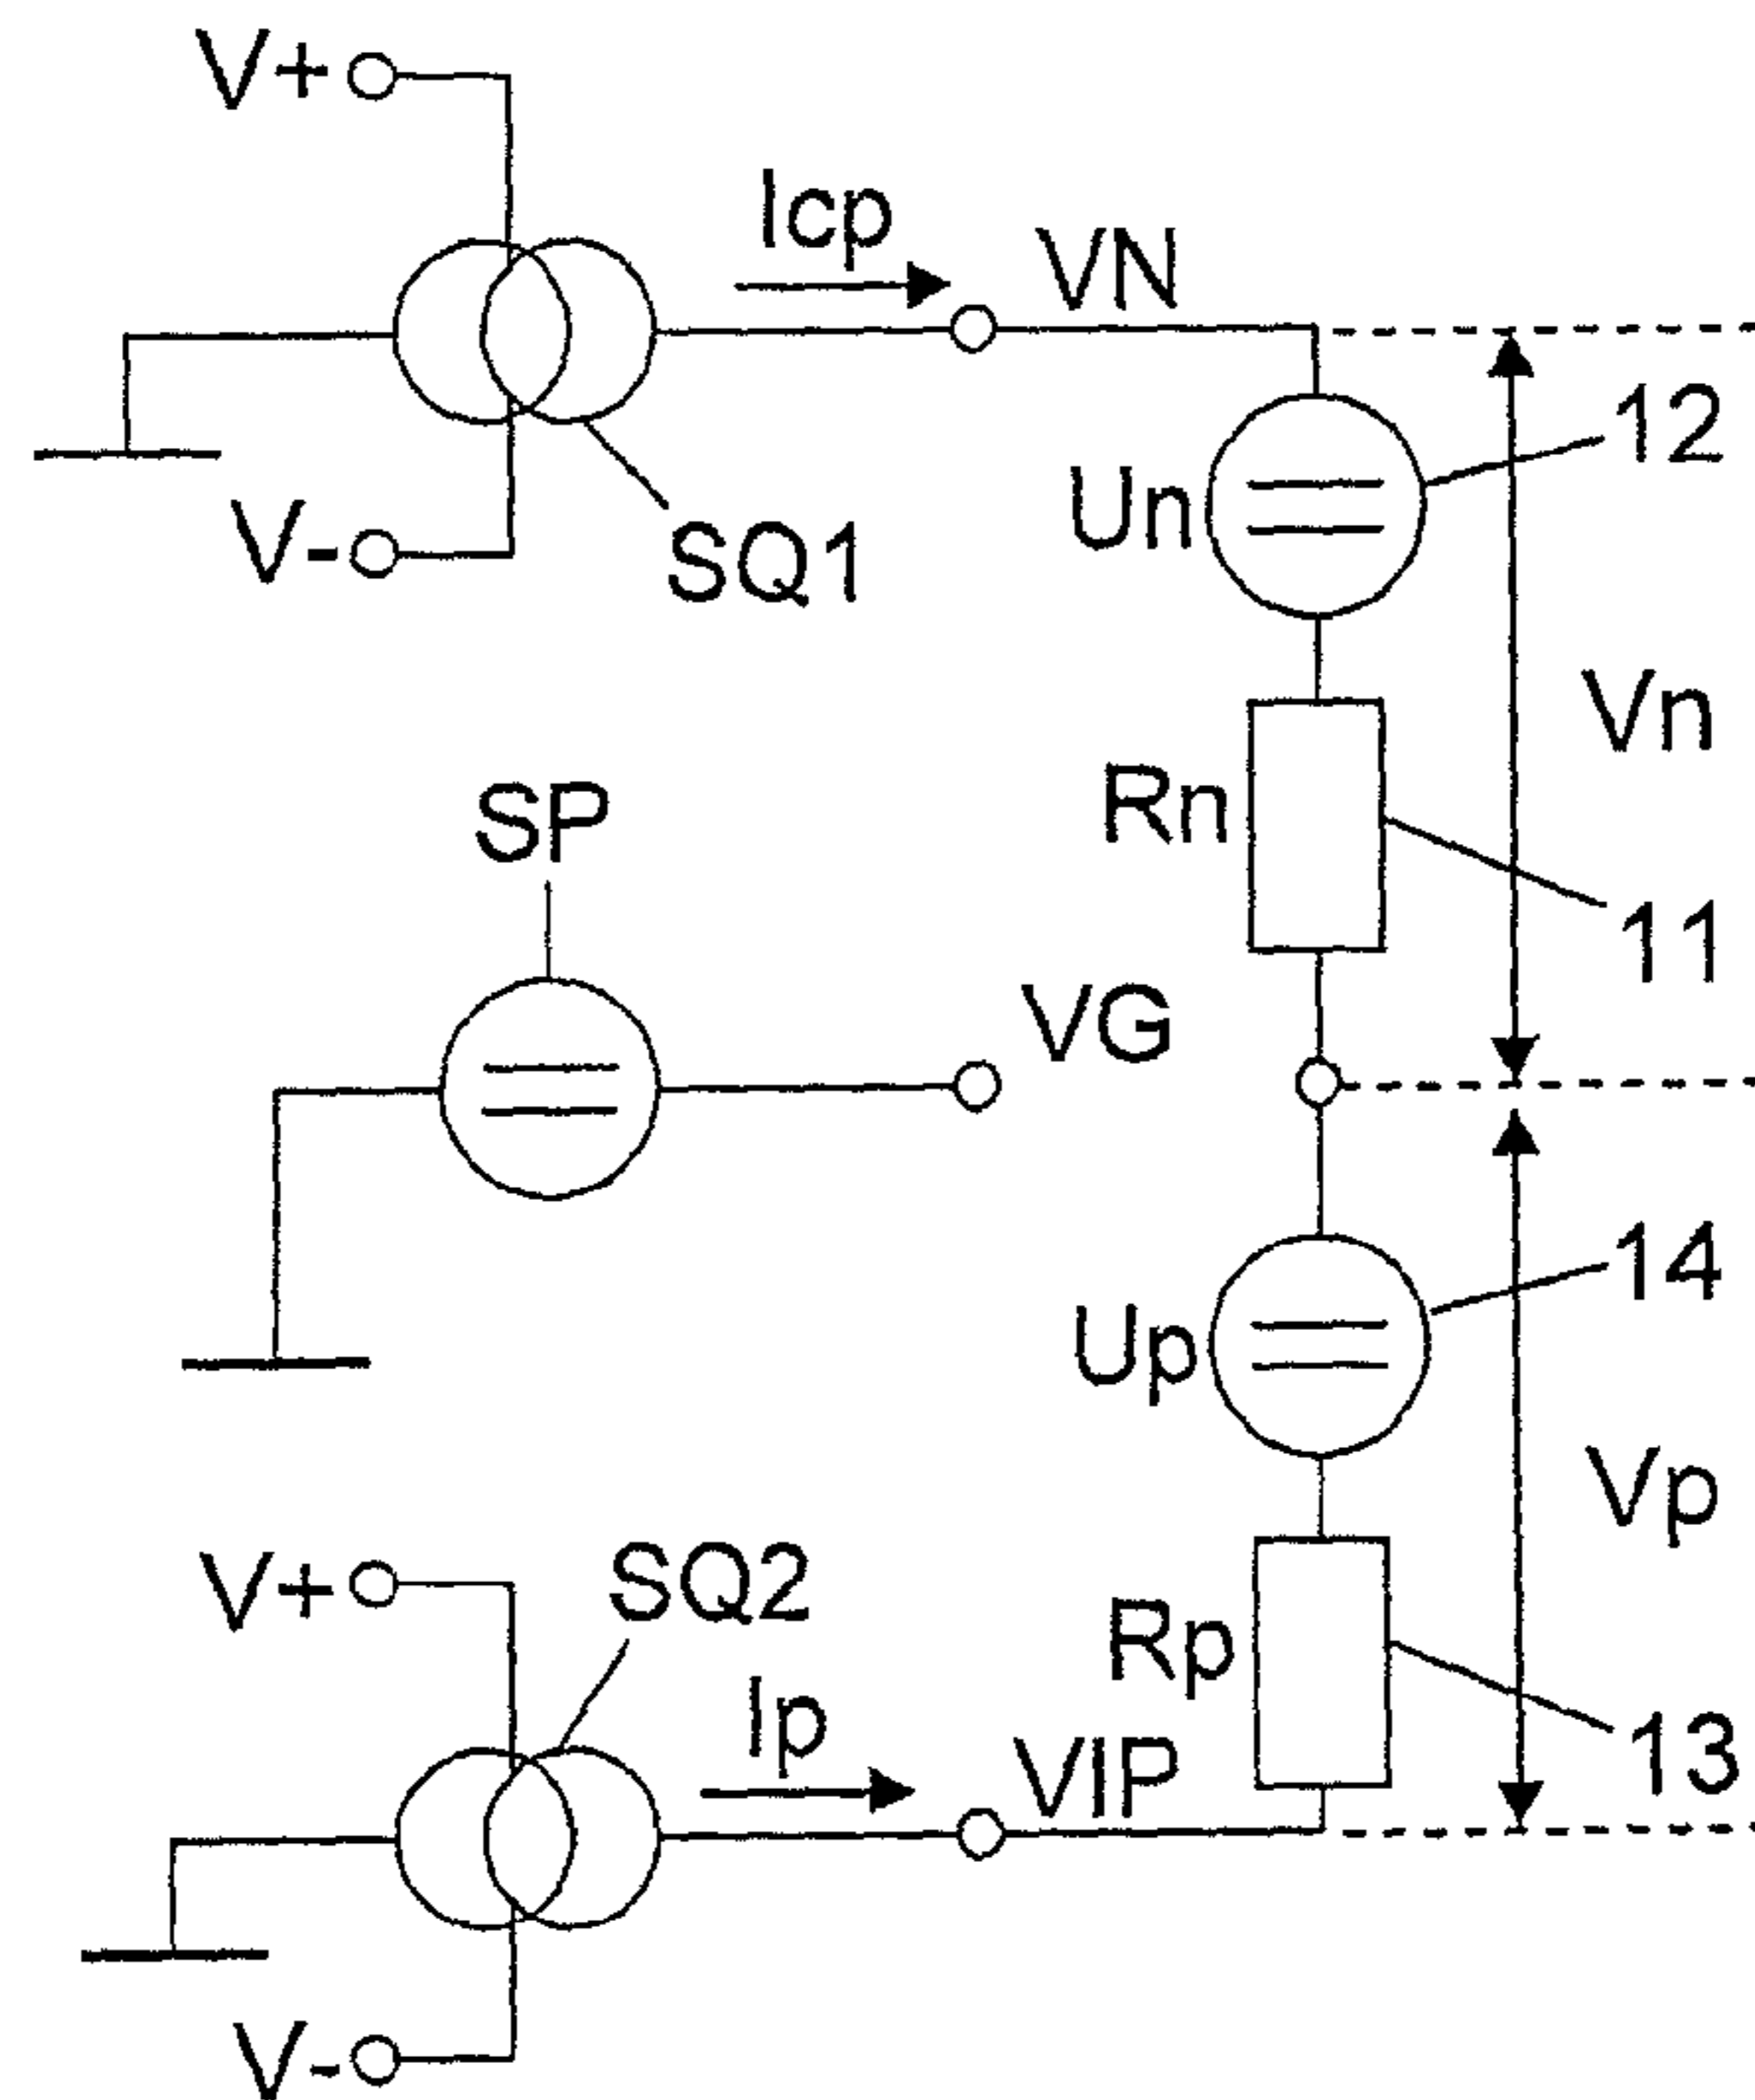 V+
Icp
VN
12
Un
V-
SQ1
Vn
Rn
SP
11
VG
14
Up
Vp
V+
SQ2
Rp
Ip
VIP
13
V-